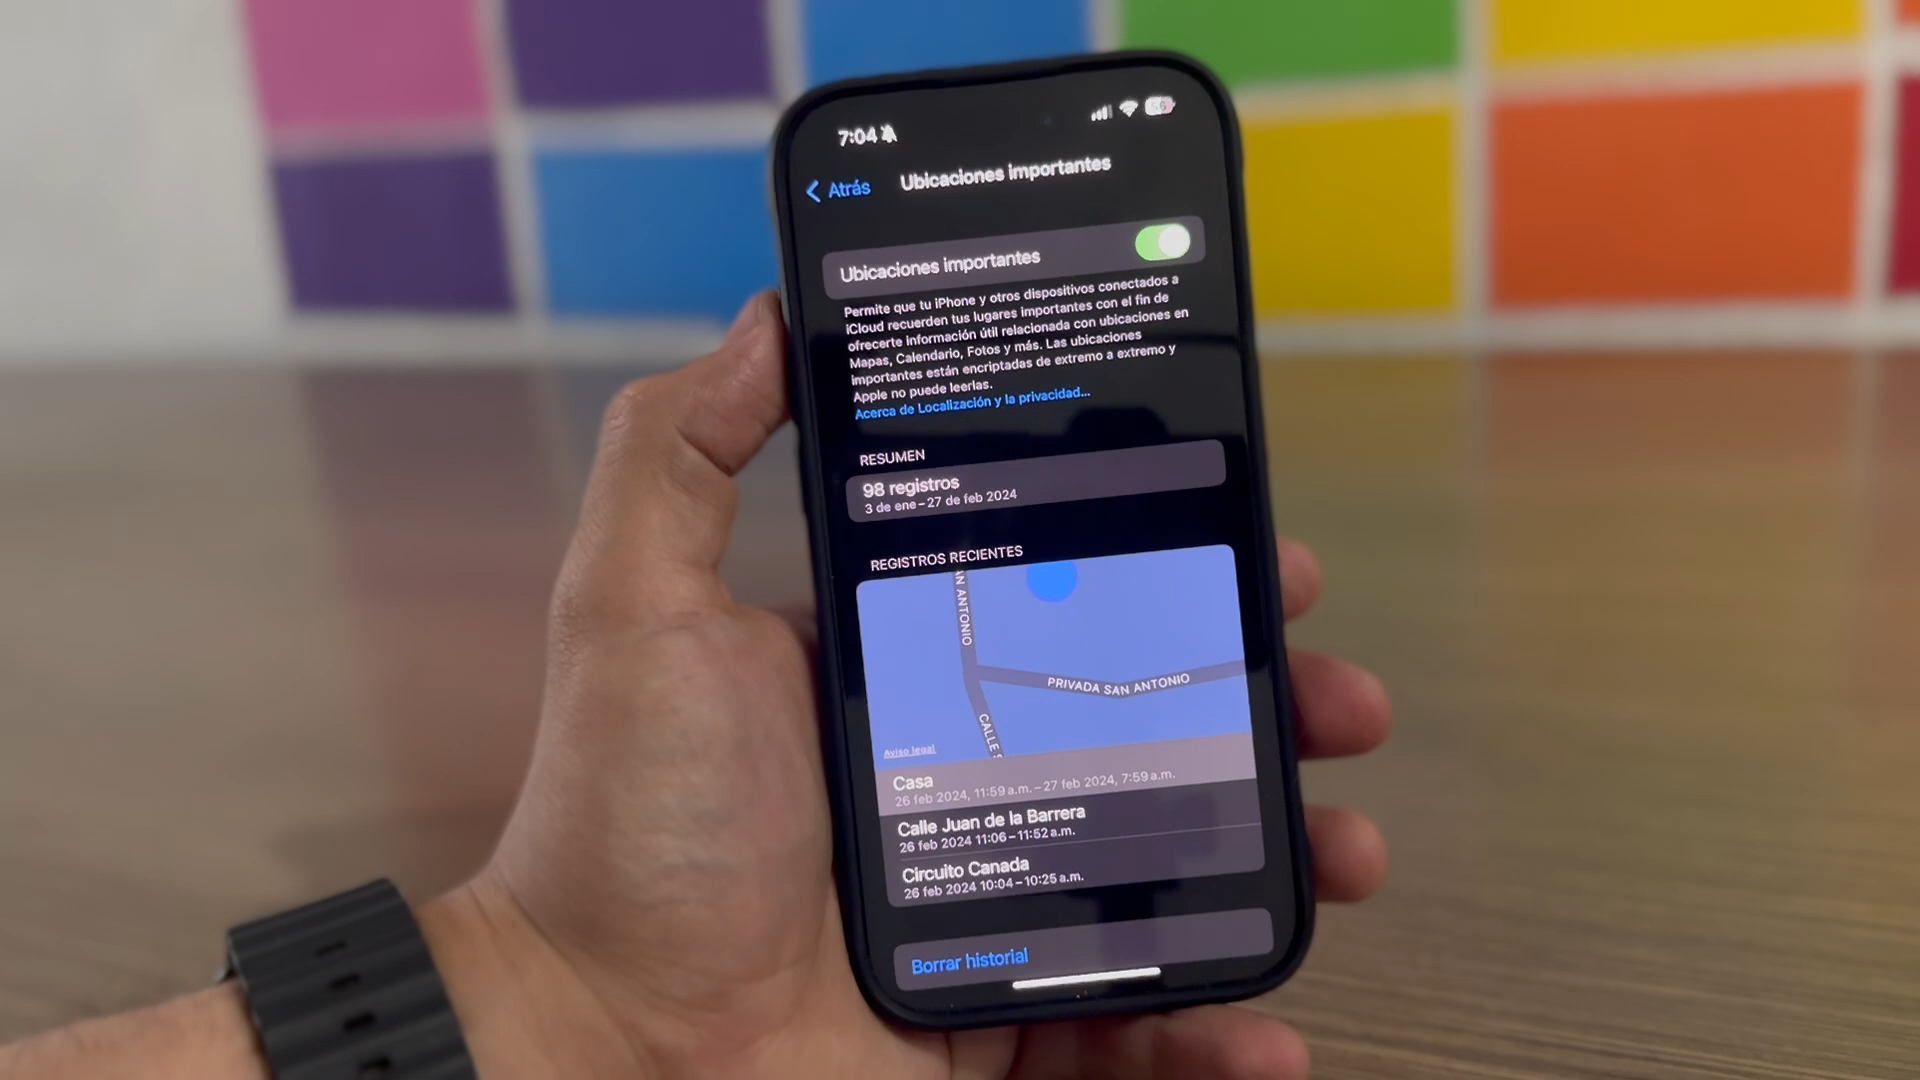 7:04
56
Atrás
Ubicaciones importantes
Ubicaciones importantes
Permite que tu iPhone y otros dispositivos conectados a
iCloud recuerden tus lugares importantes con el fin de
ofrecerte información útil relacionada con ubicaciones en
Mapas, Calendario, Fotos y más. Las ubicaciones
importantes están encriptadas de extremo a extremo y
Apple no puede leerlas.
Acerca de Localización y la privacidad...
RESUMEN
98 registros
3 de ene – 27 de feb 2024
REGISTROS RECIENTES
AN ANTONIO
PRIVADA SAN ANTONIO
CALLE S
Aviso legal
Casa
26 feb 2024, 11:59 a.m. – 27 feb 2024, 7:59 a.m.
Calle Juan de la Barrera
26 feb 2024 11:06 – 11:52 a.m.
Circuito Canada
26 feb 2024 10:04 – 10:25 a.m.
Borrar historial